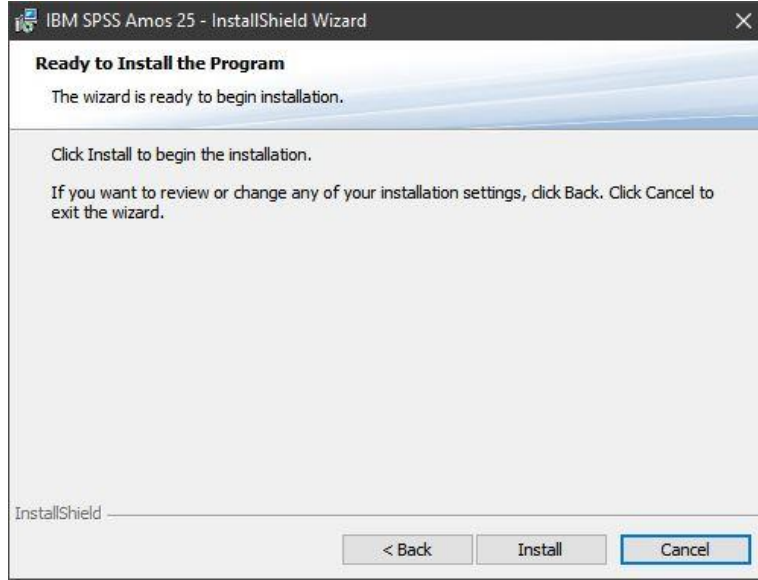 IBM SPSS Amos 25 - InstallShield Wizard
Ready to Install the Program
The wizard is ready to begin installation.
Click Install to begin the installation.
If you want to review or change any of your installation settings, click Back. Click Cancel to
exit the wizard.
InstallShield
< Back
Install
Cancel